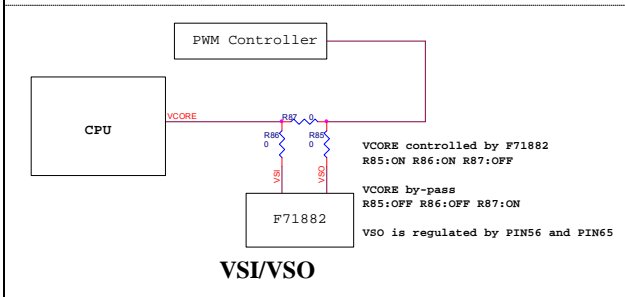 PWM Controller
VCORE
R87 0
CPU
R86
0
R85
0
VCORE controlled by F71882
R85:ON R86:ON R87:OFF
VSI
VSO
VCORE by-pass
R85:OFF R86:OFF R87:ON
F71882
VSO is regulated by PIN56 and PIN65
VSI/VSO